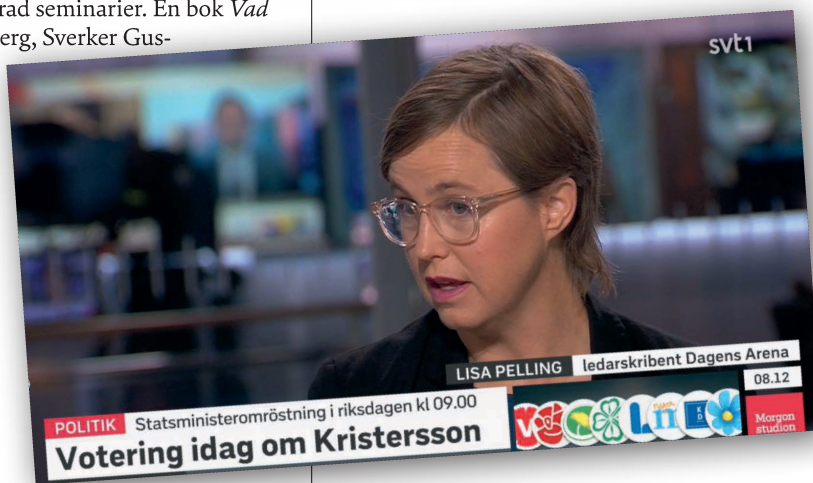 rad seminarier. En bok Vad
erg, Sverker Gus-
svt1
LISA PELLING ledarskribent Dagens Arena
08.12
POLITIK Statsministeromröstning i riksdagen kl 09.00
Votering idag om Kristersson
V
L
KD
Morgon
studion